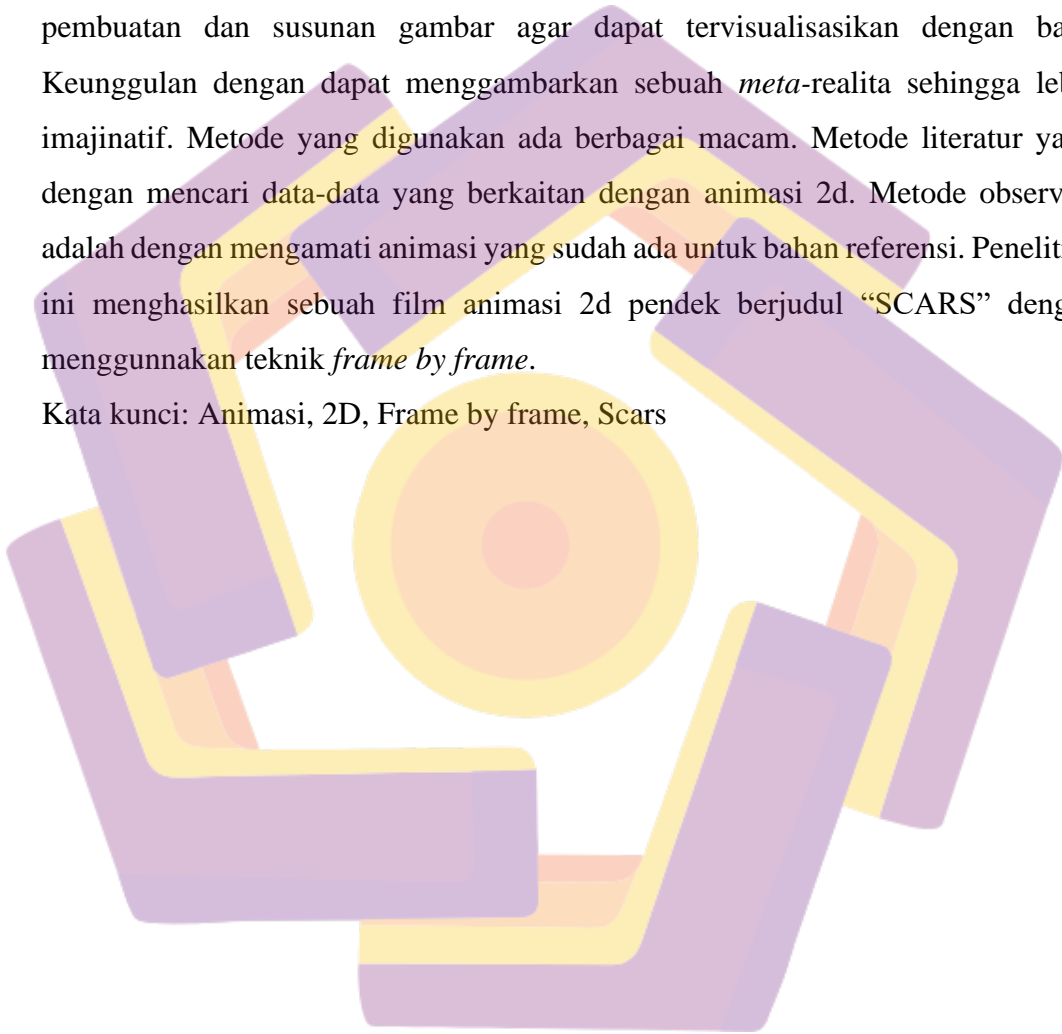 pembuatan dan susunan gambar agar dapat tervisualisasikan dengan
Keunggulan dengan dapat menggambarkan sebuah meta-realita sehingga
imajinatif. Metode yang digunakan ada berbagai macam. Metode literatur
dengan mencari data-data yang berkaitan dengan animasi 2d. Metode
adalah dengan mengamati animasi yang sudah ada untuk bahan referensi.
ini menghasilkan sebuah film animasi 2d pendek berjudul “SCARS”
menggunnakan teknik frame by frame.
Kata kunci: Animasi, 2D, Frame by frame, Scars